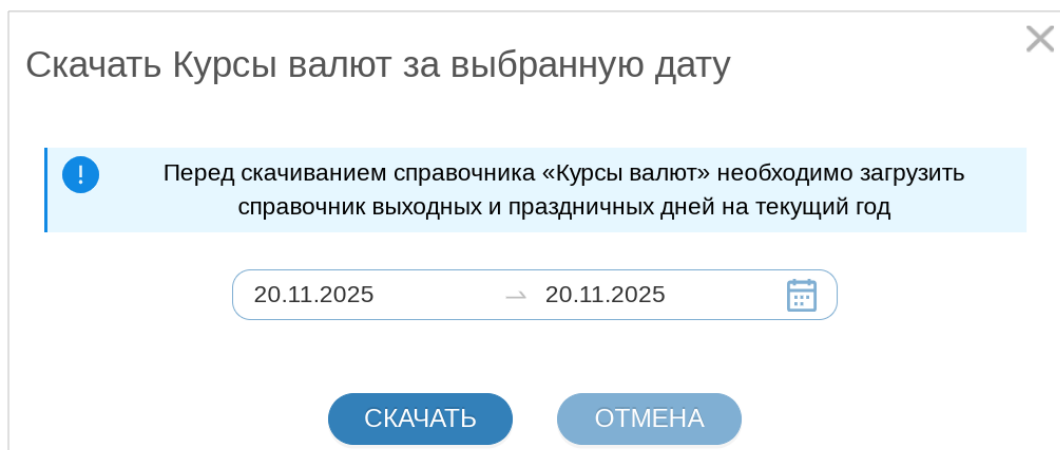 Скачать Курсы валют за выбранную дату
Перед скачиванием справочника «Курсы валют» необходимо загрузить
справочник выходных и праздничных дней на текущий год
20.11.2025 → 20.11.2025
СКАЧАТЬ ОТМЕНА